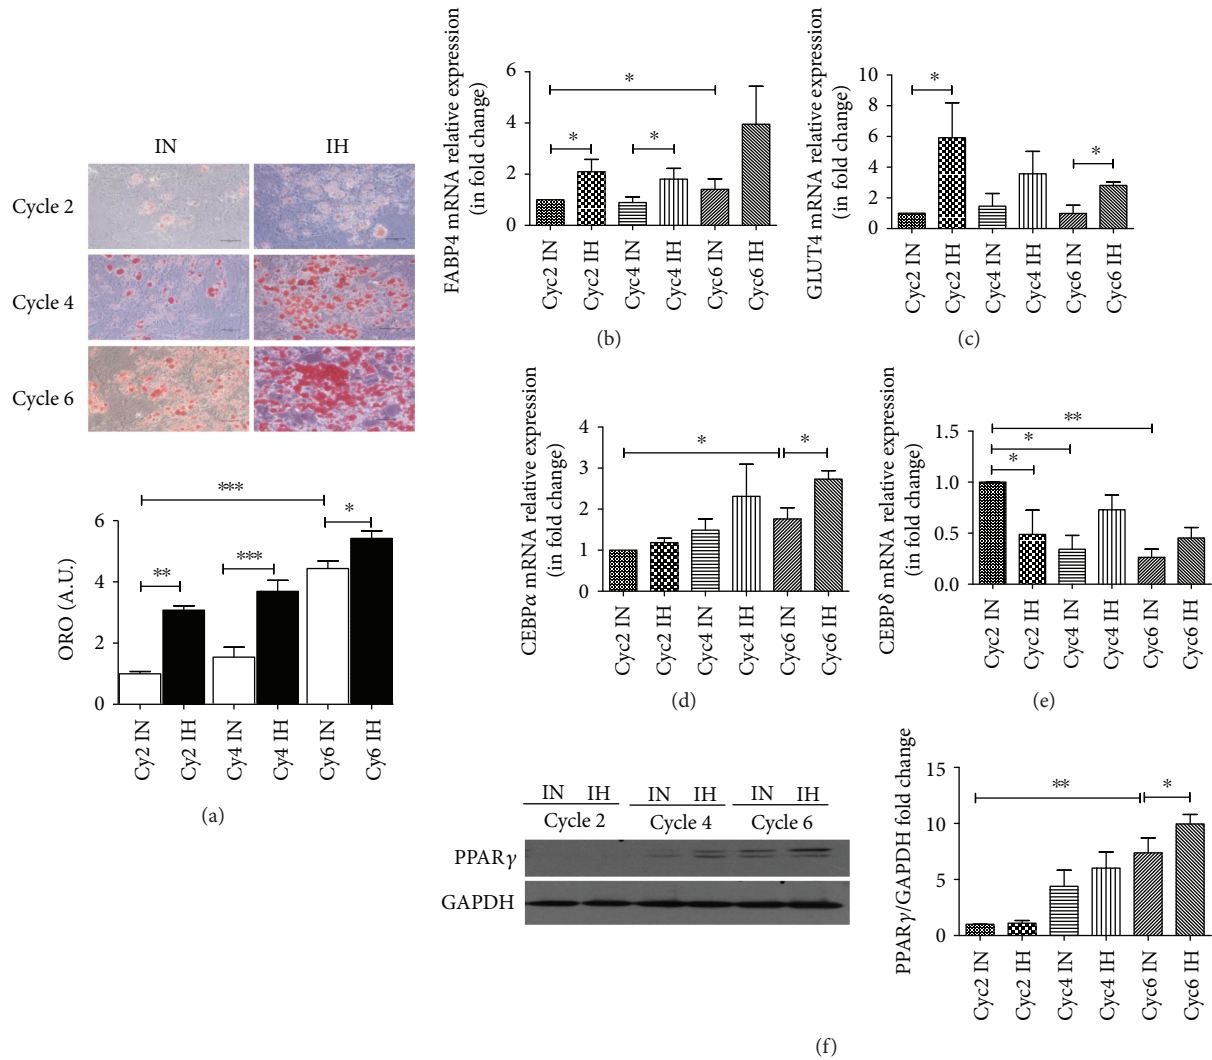 IN IH
Cycle 2
Cycle 4
Cycle 6
***
*
***
**
ORO (A.U.)
6
4
2
0
Cy2 IN
Cy2 IH
Cy4 IN
Cy4 IH
Cy6 IN
Cy6 IH
(a)
FABP4 mRNA relative expression
(in fold change)
6
4
2
0
*
*
*
Cyc2 IN
Cyc2 IH
Cyc4 IN
Cyc4 IH
Cyc6 IN
Cyc6 IH
(b)
GLUT4 mRNA relative expression
(in fold change)
10
8
6
4
2
0
*
*
Cyc2 IN
Cyc2 IH
Cyc4 IN
Cyc4 IH
Cyc6 IN
Cyc6 IH
(c)
CEBPα mRNA relative expression
(in fold change)
4
3
2
1
0
*
*
Cyc2 IN
Cyc2 IH
Cyc4 IN
Cyc4 IH
Cyc6 IN
Cyc6 IH
(d)
CEBPδ mRNA relative expression
(in fold change)
1.5
1.0
0.5
0.0
**
*
*
Cyc2 IN
Cyc2 IH
Cyc4 IN
Cyc4 IH
Cyc6 IN
Cyc6 IH
(e)
IN IH IN IH IN IH
Cycle 2 Cycle 4 Cycle 6
PPARγ
GAPDH
PPARγ/GAPDH fold change
15
10
5
0
**
*
Cyc2 IN
Cyc2 IH
Cyc4 IN
Cyc4 IH
Cyc6 IN
Cyc6 IH
(f)